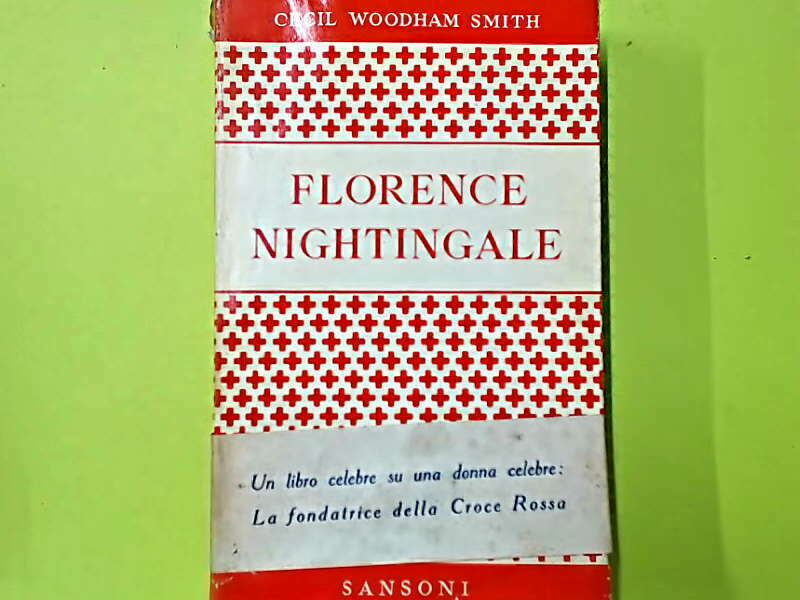 CECIL WOODHAM SMITH
FLORENCE
NIGHTINGALE
Un libro celebre su una donna celebre:
La fondatrice della Croce Rossa
SANSONI